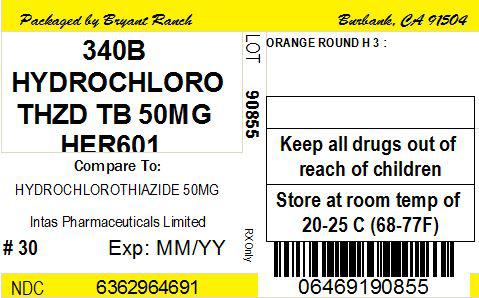 Packaged by Bryant Ranch
Burbank, CA 91504
340B
HYDROCHLORO
THZD TB 50MG
HER601
Compare To:
HYDROCHLOROTHIAZIDE 50MG
Intas Pharmaceuticals Limited
# 30 Exp: MM/YY
NDC 6362964691
LOT 90855
RX Only
ORANGE ROUND H 3 :
Keep all drugs out of
reach of children
Store at room temp of
20-25 C (68-77F)
06469190855